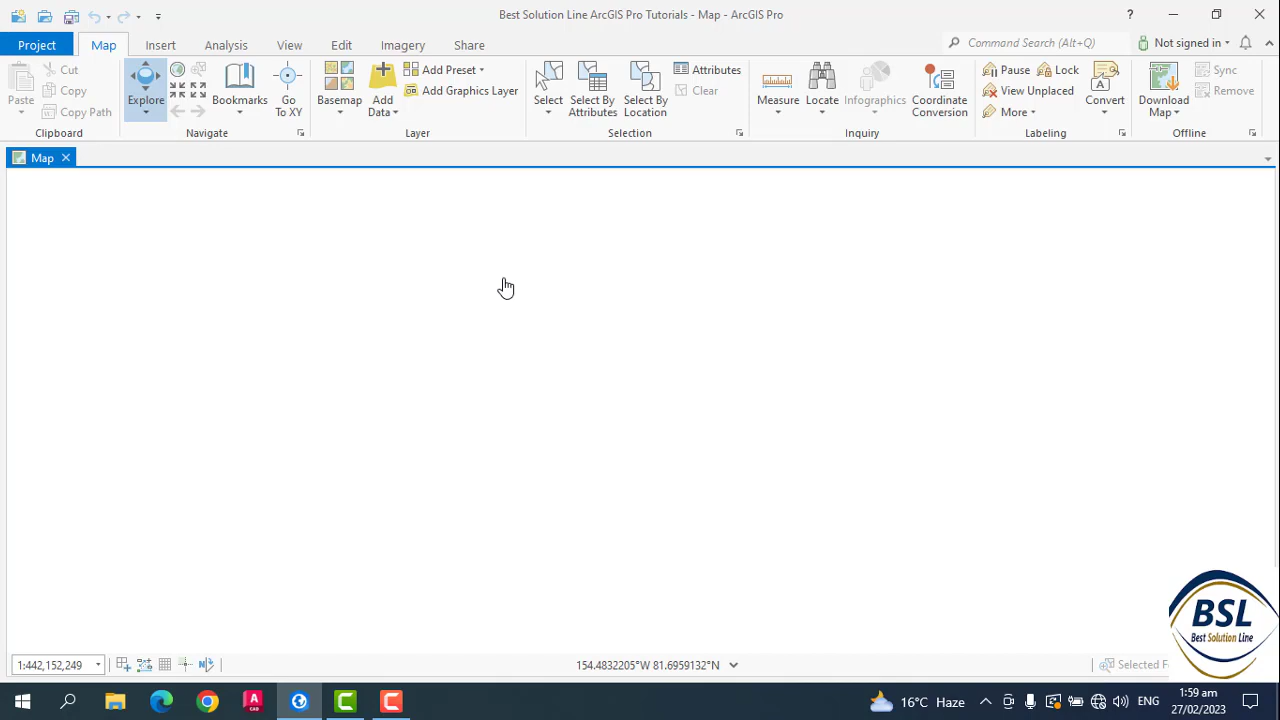 Best Solution Line ArcGIS Pro Tutorials - Map - ArcGIS Pro
?
Project Map Insert Analysis View Edit Imagery Share
Command Search (Alt+Q)
Not signed in
Paste
Cut
Copy
Copy Path
Clipboard
Explore
Bookmarks
Go
To XY
Navigate
Basemap
Add
Data
Add Preset
Add Graphics Layer
Layer
Select
Select By
Attributes
Select By
Location
Attributes
Clear
Selection
Measure
Locate
Infographics
Coordinate
Conversion
Inquiry
Pause
Lock
View Unplaced
More
Convert
Labeling
Download
Map
Sync
Remove
Offline
Map
1:442,152,249
154.4832205°W 81.6959132°N
Selected
BSL
Best Solution Line
A
CAD
16°C Haze
ENG
1:59 am
27/02/2023